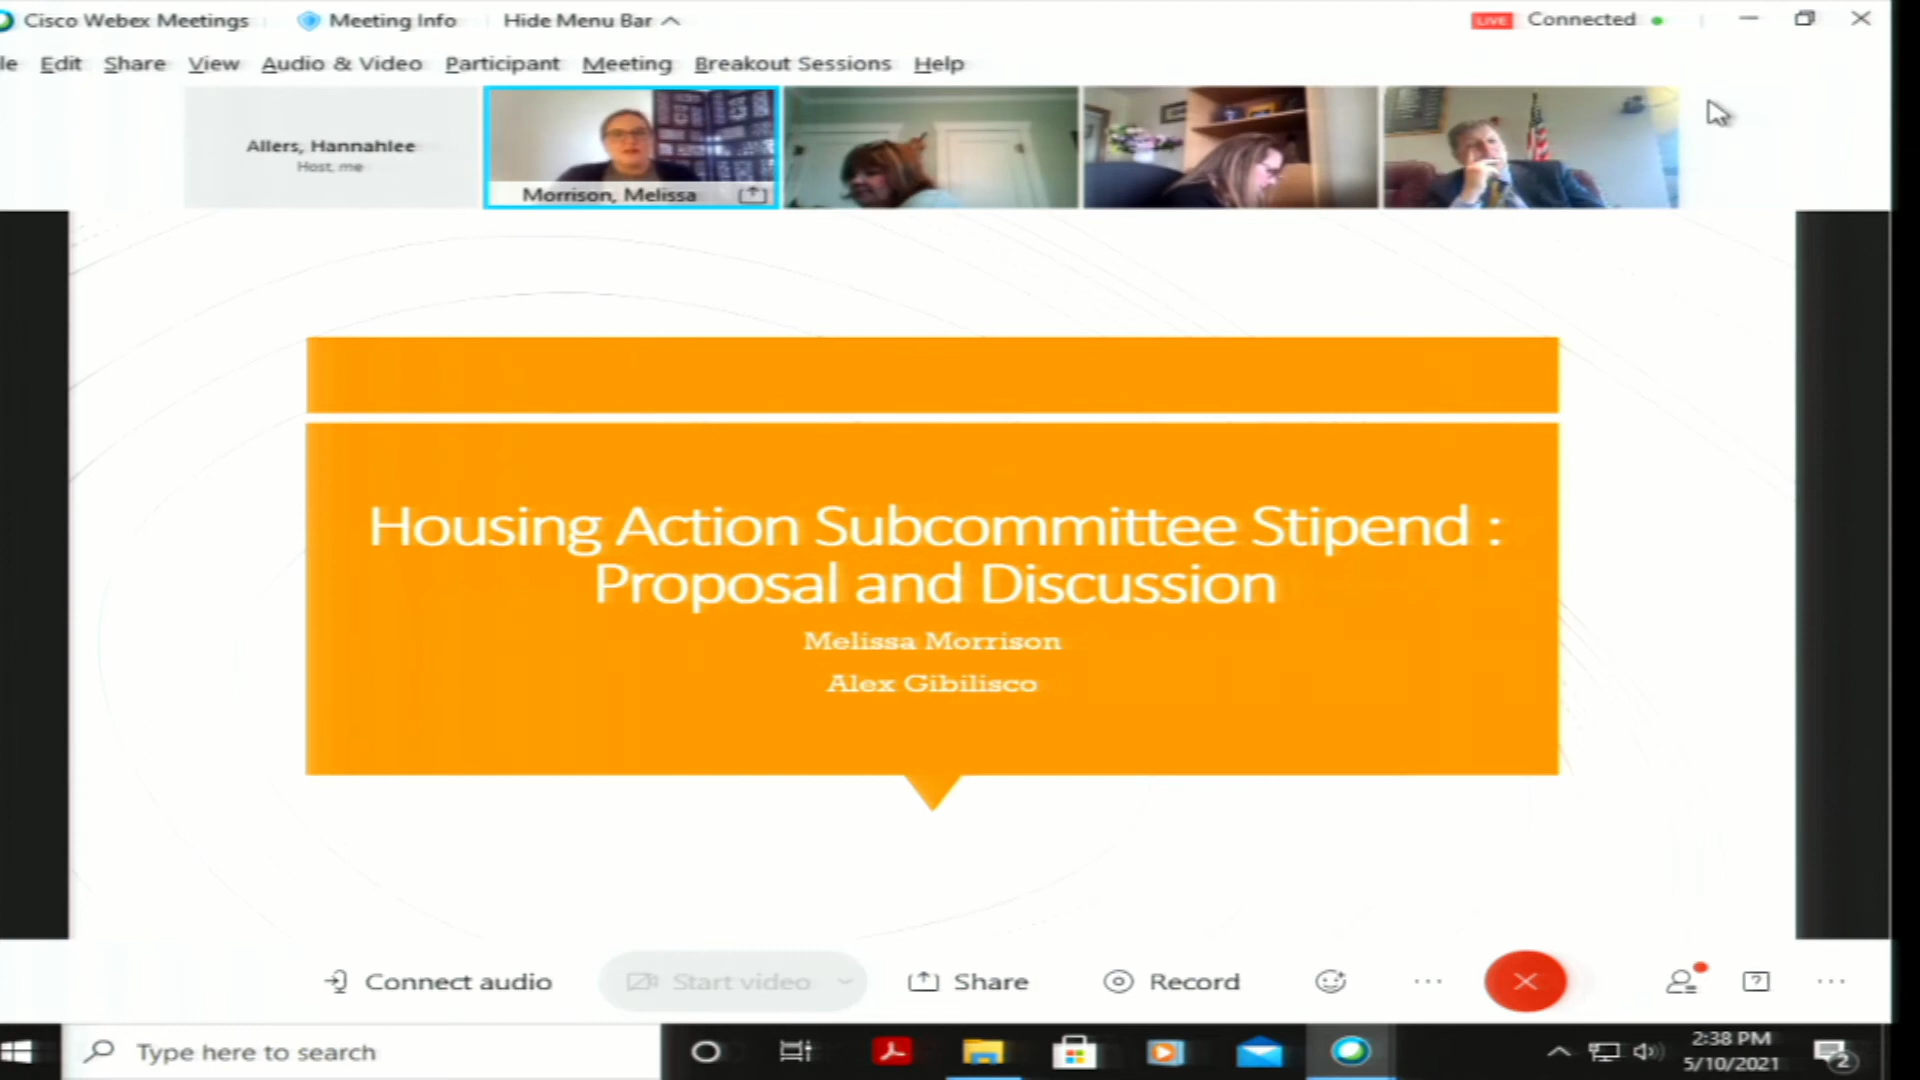 Cisco Webex Meetings
Meeting Info
Hide Menu Bar
LIVE
Connected
le Edit Share View Audio & Video Participant Meeting Breakout Sessions Help
Allers, Hannahlee
Host, me
Morrison, Melissa
Housing Action Subcommittee Stipend :
Proposal and Discussion
Melissa Morrison
Alex Gibilisco
Connect audio
Start video
Share
Record
Type here to search
2:38 PM
5/10/2021
2